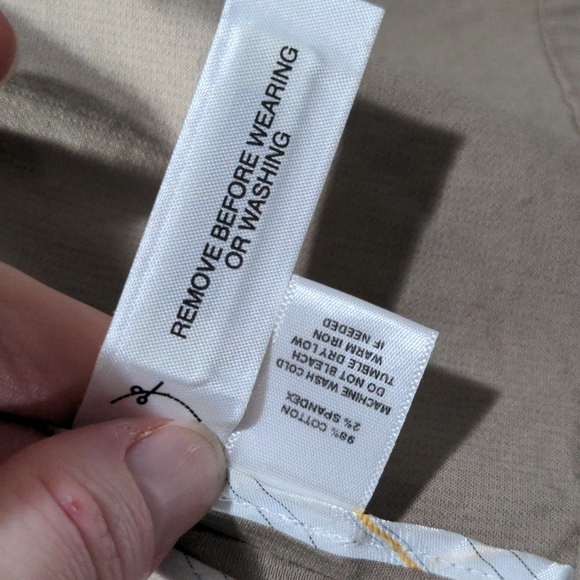 REMOVE BEFORE WEARING
OR WASHING
98% COTTON
2% SPANDEX
MACHINE WASH COLD
DO NOT BLEACH
TUMBLE DRY LOW
WARM IRON
IF NEEDED